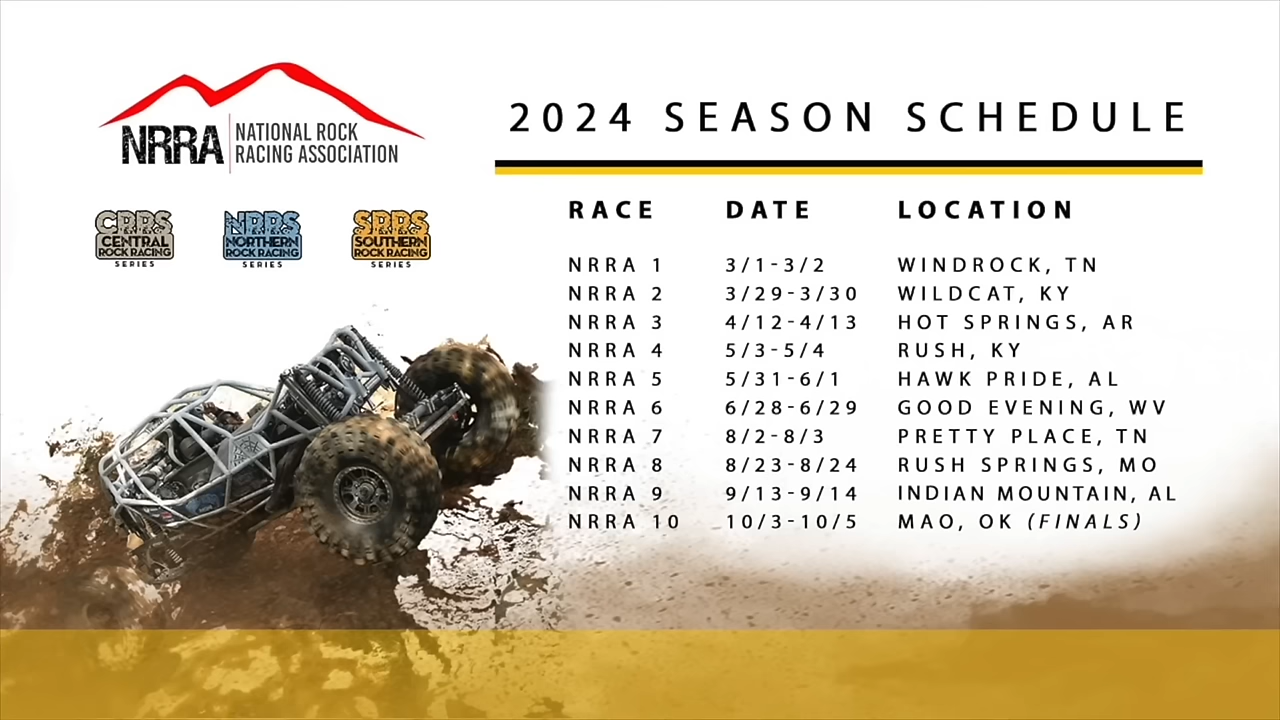 NRRA
NATIONAL ROCK
RACING ASSOCIATION
CRRS
CENTRAL
ROCK RACING
SERIES
NRRS
NORTHERN
ROCK RACING
SERIES
SRRS
SOUTHERN
ROCK RACING
SERIES
2024 SEASON SCHEDULE
RACE DATE LOCATION
NRRA 1 3/1-3/2 WINDROCK, TN
NRRA 2 3/29-3/30 WILDCAT, KY
NRRA 3 4/12-4/13 HOT SPRINGS, AR
NRRA 4 5/3-5/4 RUSH, KY
NRRA 5 5/31-6/1 HAWK PRIDE, AL
NRRA 6 6/28-6/29 GOOD EVENING, WV
NRRA 7 8/2-8/3 PRETTY PLACE, TN
NRRA 8 8/23-8/24 RUSH SPRINGS, MO
NRRA 9 9/13-9/14 INDIAN MOUNTAIN, AL
NRRA 10 10/3-10/5 MAO, OK (FINALS)